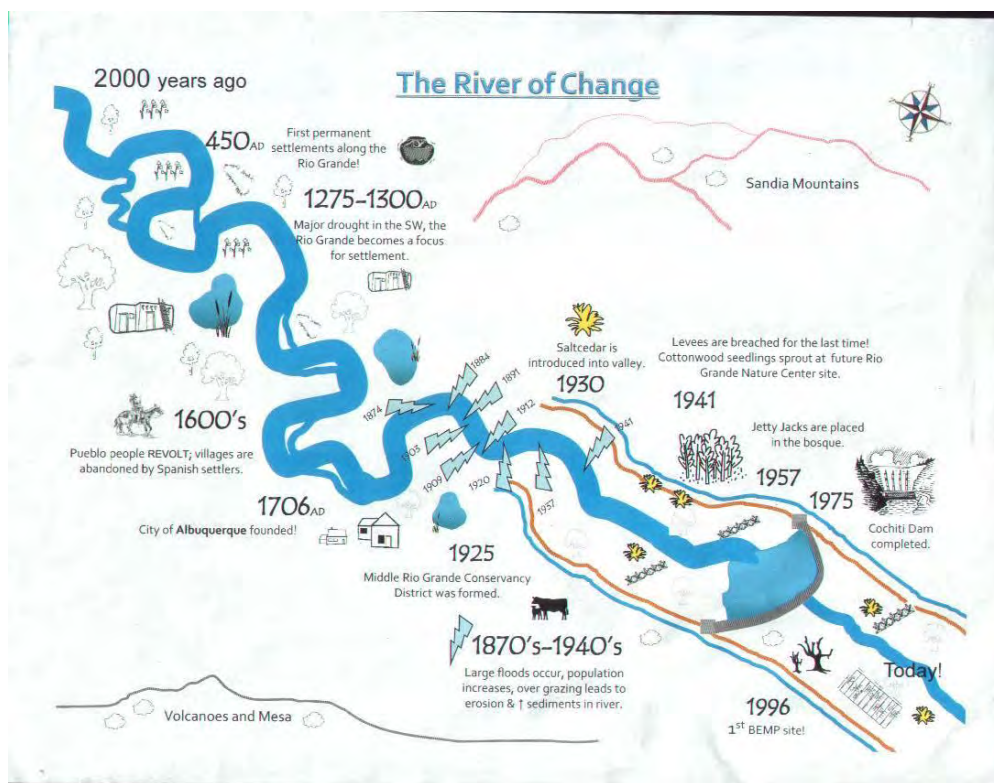 The River of Change
2000 years ago
450AD
First permanent
settlements along the
Rio Grande!
1275-1300AD
Major drought in the SW, the
Rio Grande becomes a focus
for settlement.
Sandia Mountains
1600's
Pueblo people REVOLT; villages are
abandoned by Spanish settlers.
1706AD
City of Albuquerque founded!
1874
1884
1891
1903
1912
1909
1920
1957
1941
Saltcedar is
introduced into valley.
1930
Levees are breached for the last time!
Cottonwood seedlings sprout at future Rio
Grande Nature Center site.
1941
Jetty Jacks are placed
in the bosque.
1957
1975
Cochiti Dam
completed.
1925
Middle Rio Grande Conservancy
District was formed.
1870's-1940's
Large floods occur, population
increases, over grazing leads to
erosion & ↑ sediments in river.
Today!
1996
1st BEMP site!
Volcanoes and Mesa